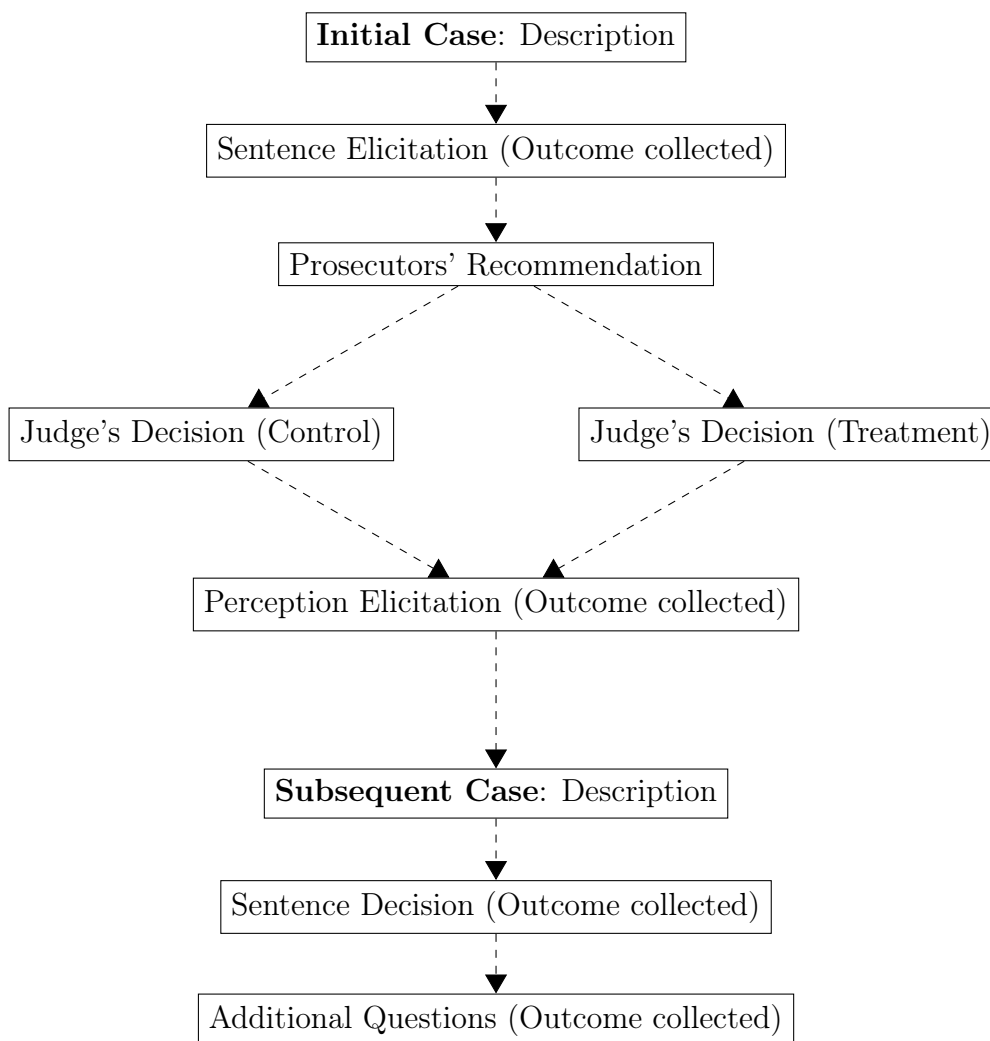 Initial Case: Description
Sentence Elicitation (Outcome collected)
Prosecutors' Recommendation
Judge's Decision (Control)
Judge's Decision (Treatment)
Perception Elicitation (Outcome collected)
Subsequent Case: Description
Sentence Decision (Outcome collected)
Additional Questions (Outcome collected)